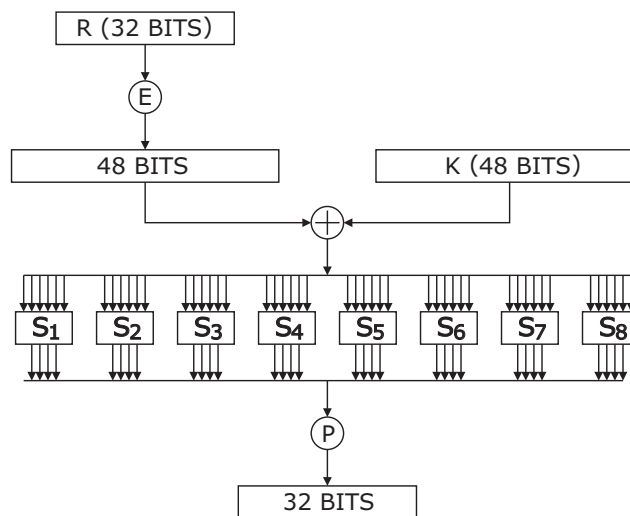 R (32 BITS)
E
48 BITS
K (48 BITS)
S1 S2 S3 S4 S5 S6 S7 S8
P
32 BITS